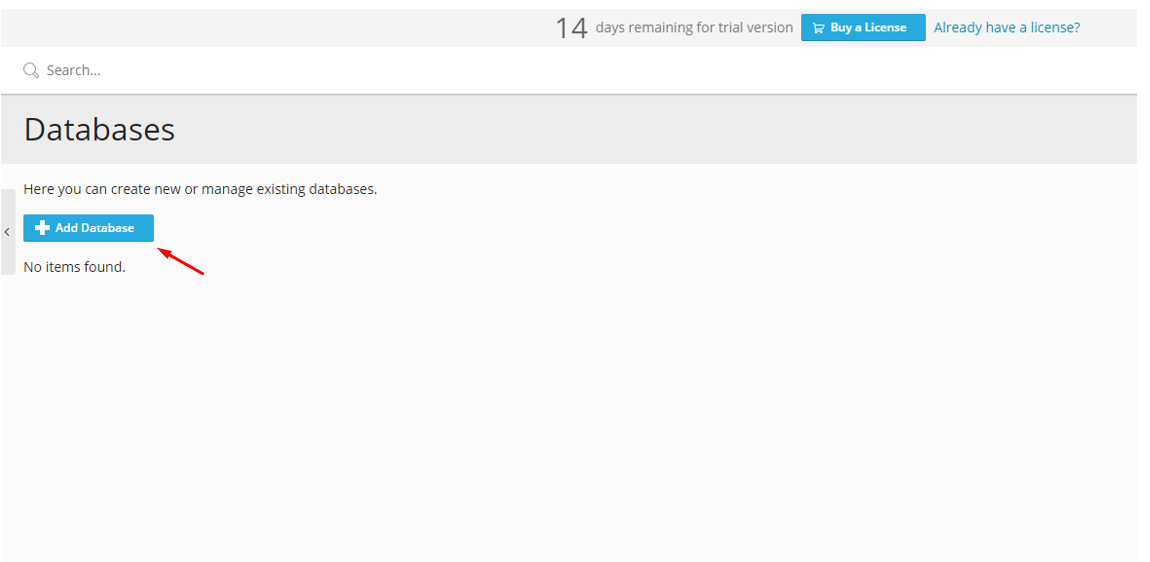 14 days remaining for trial version Buy a License Already have a license?
Search...
Databases
Here you can create new or manage existing databases.
Add Database
No items found.